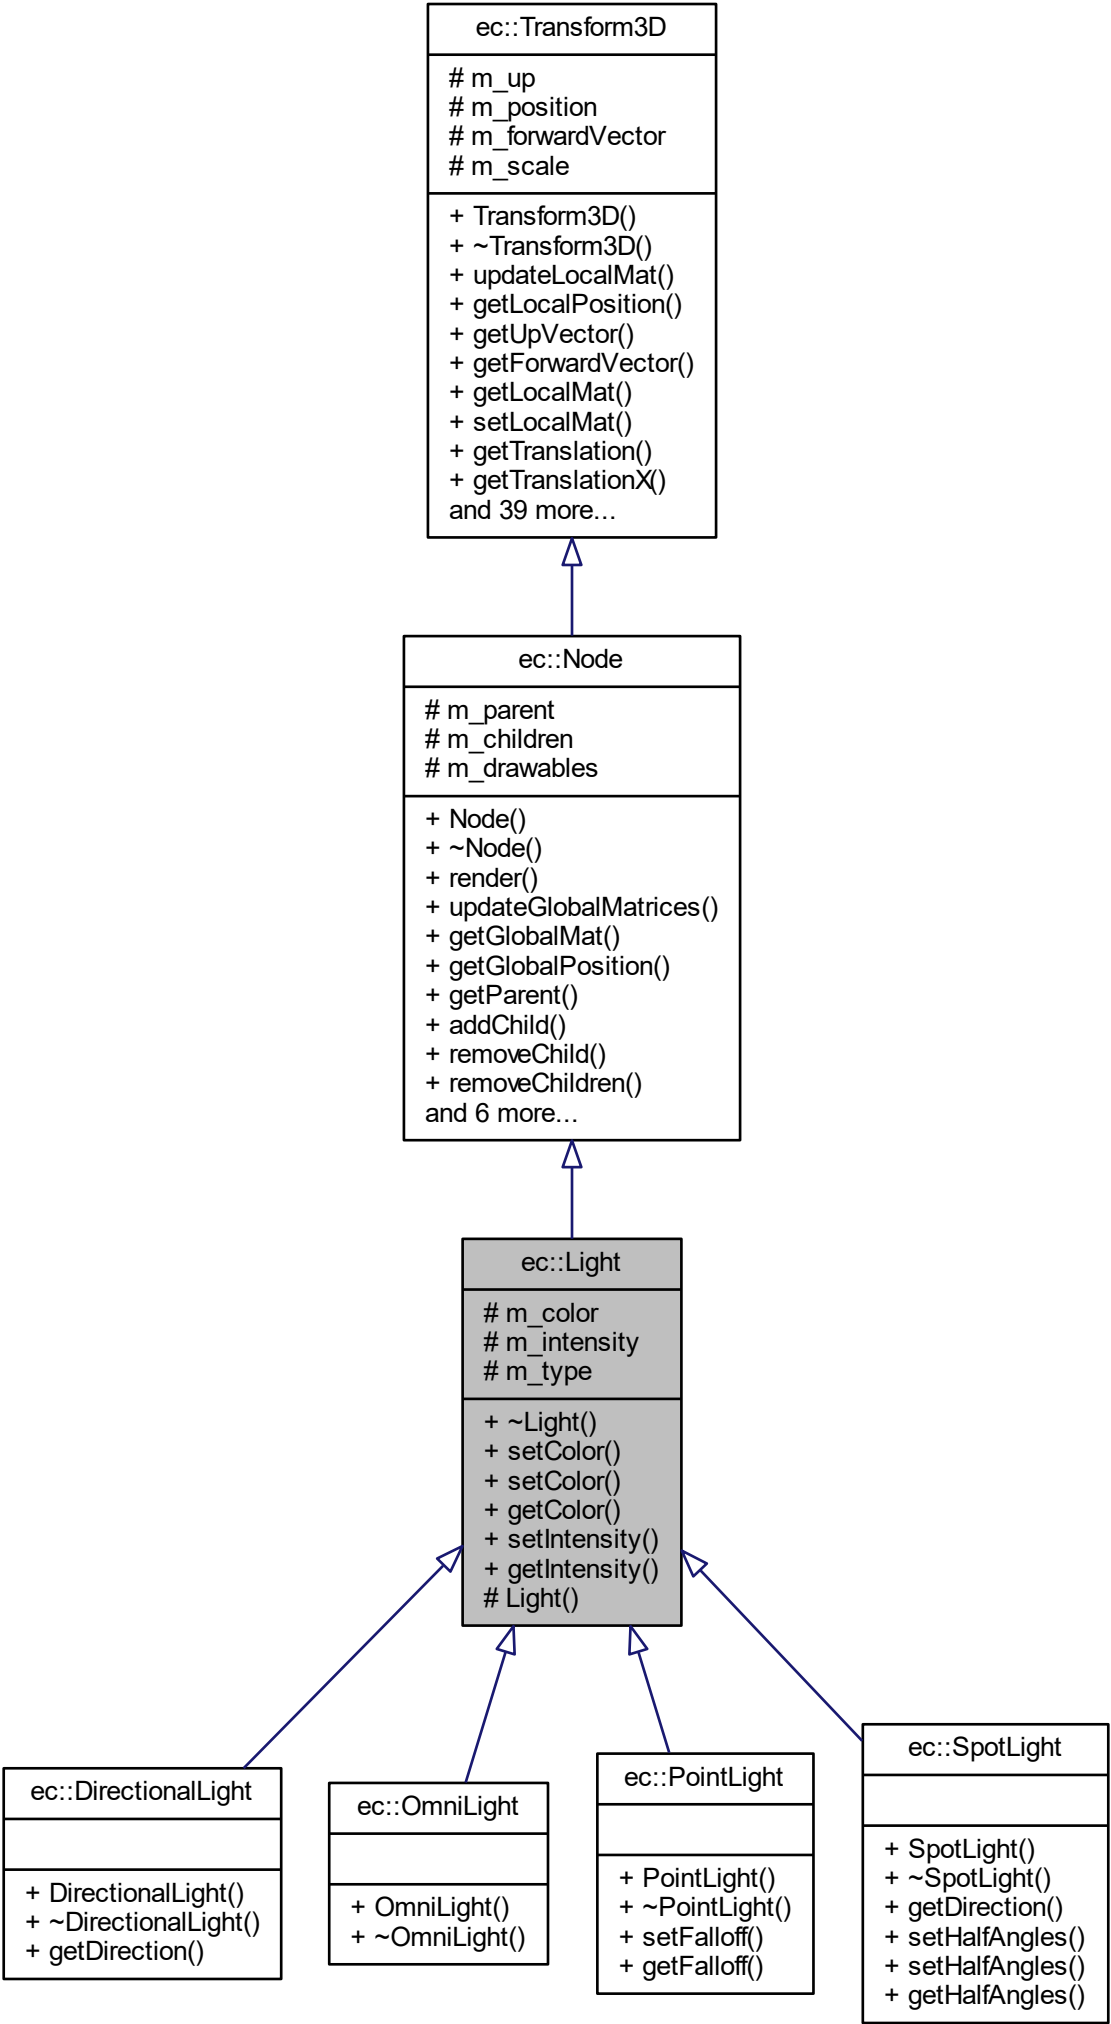 ec::Transform3D
# m_up
# m_position
# m_forwardVector
# m_scale
+ Transform3D()
+ ~Transform3D()
+ updateLocalMat()
+ getLocalPosition()
+ getUpVector()
+ getForwardVector()
+ getLocalMat()
+ setLocalMat()
+ getTranslation()
+ getTranslationX()
and 39 more...
ec::Node
# m_parent
# m_children
# m_drawables
+ Node()
+ ~Node()
+ render()
+ updateGlobalMatrices()
+ getGlobalMat()
+ getGlobalPosition()
+ getParent()
+ addChild()
+ removeChild()
+ removeChildren()
and 6 more...
ec::Light
# m_color
# m_intensity
# m_type
+ ~Light()
+ setColor()
+ setColor()
+ getColor()
+ setIntensity()
+ getIntensity()
# Light()
ec::DirectionalLight
+ DirectionalLight()
+ ~DirectionalLight()
+ getDirection()
ec::OmniLight
+ OmniLight()
+ ~OmniLight()
ec::PointLight
+ PointLight()
+ ~PointLight()
+ setFalloff()
+ getFalloff()
ec::SpotLight
+ SpotLight()
+ ~SpotLight()
+ getDirection()
+ setHalfAngles()
+ setHalfAngles()
+ getHalfAngles()